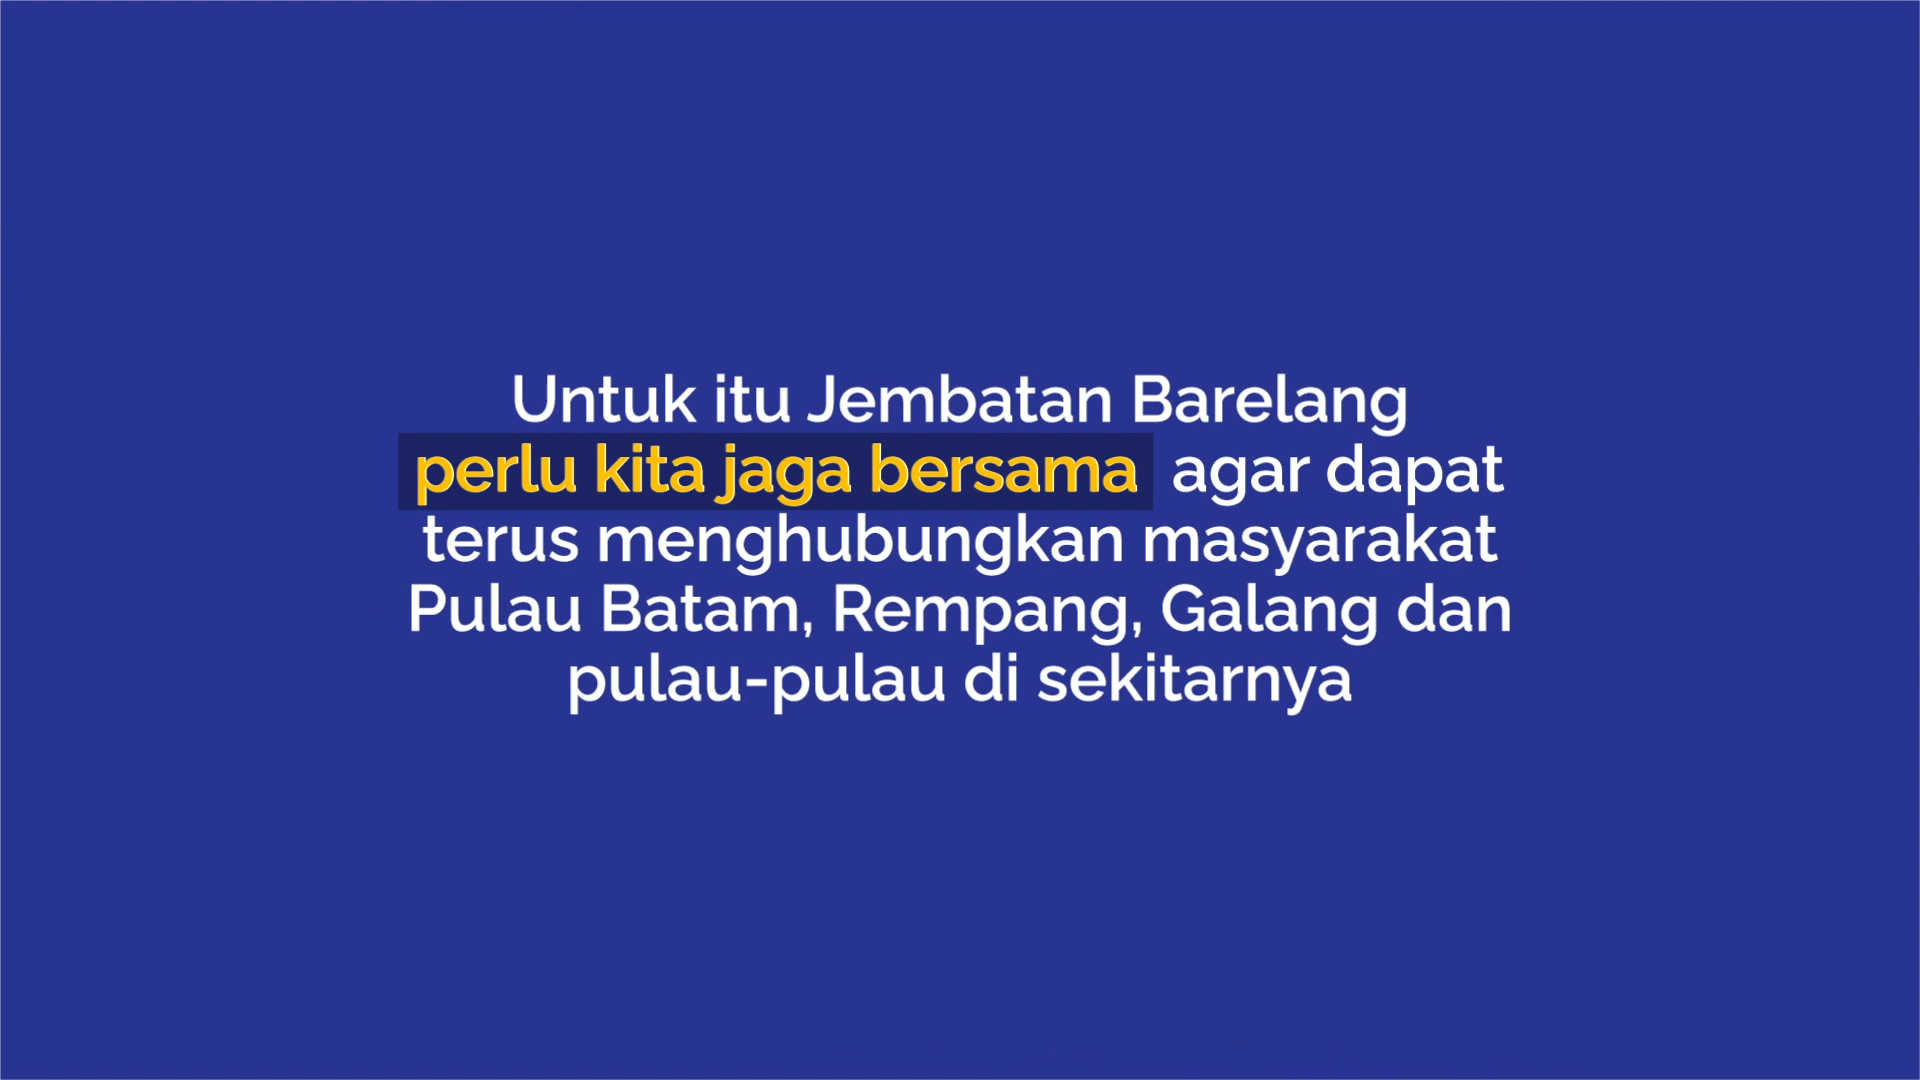 Untuk itu Jembatan Barelang
perlu kita jaga bersama agar dapat
terus menghubungkan masyarakat
Pulau Batam, Rempang, Galang dan
pulau-pulau di sekitarnya